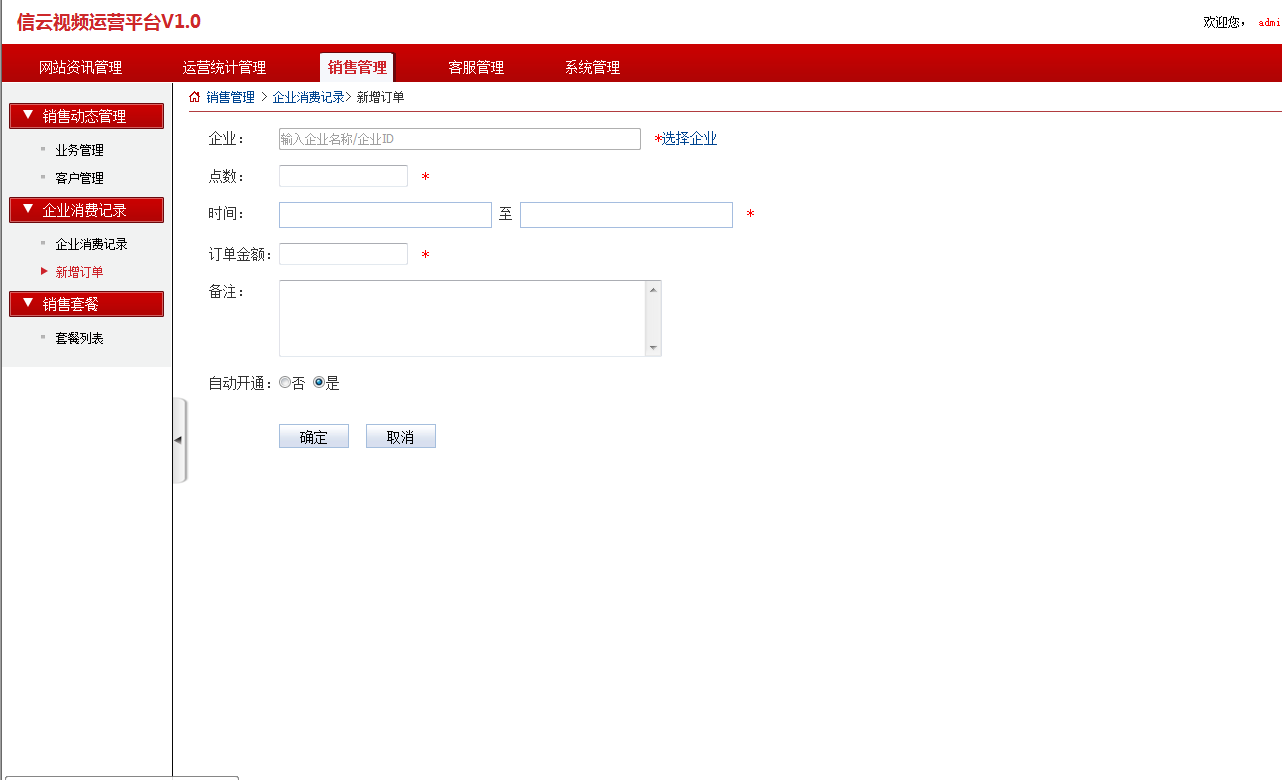 信云视频运营平台V1.0
欢迎您， admi
网站资讯管理 运营统计管理 销售管理 客服管理 系统管理
销售管理 > 企业消费记录> 新增订单
销售动态管理
业务管理
客户管理
企业消费记录
企业消费记录
新增订单
销售套餐
套餐列表
企业： 输入企业名称/企业ID *选择企业
点数： *
时间： 至 *
订单金额： *
备注：
自动开通： 否 是
确定 取消